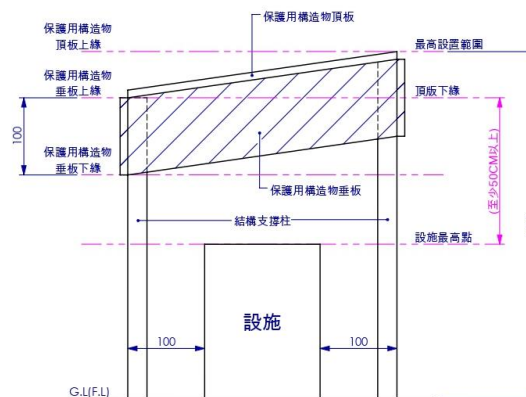 保護用構造物
頂板上緣
保護用構造物頂板
最高設置範圍
保護用構造物
垂板上緣
頂版下緣
100
保護用構造物
垂板下緣
保護用構造物垂板
(至少50CM以上)
結構支撐柱
設施最高點
設施
100
100
G.L(F.L)